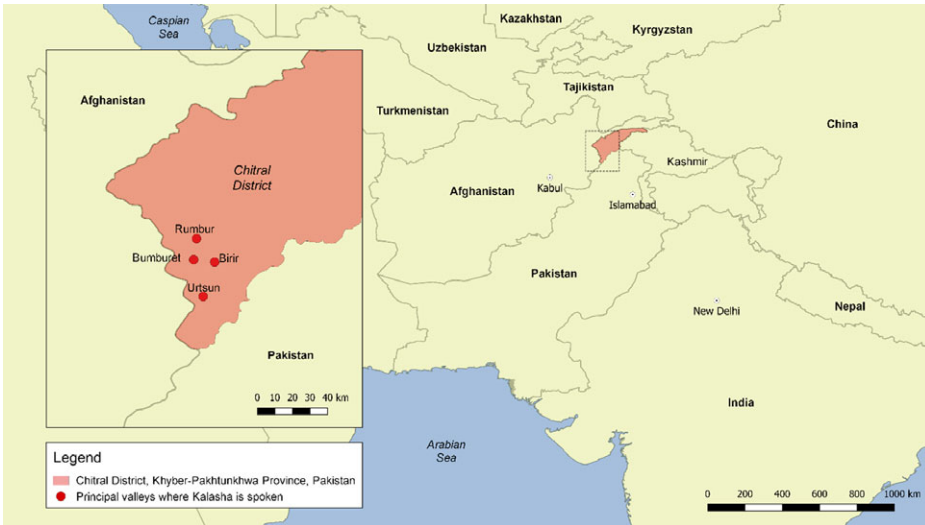 Caspian
Sea
Kazakhstan
Kyrgyzstan
Uzbekistan
Tajikistan
Turkmenistan
China
Afghanistan
Kabul
Kashmir
Islamabad
Pakistan
New Delhi
Nepal
India
Arabian
Sea
0 200 400 600 800 1000 km
Afghanistan
Chitral
District
Rumbur
Bumburet
Birir
Urtsun
Pakistan
0 10 20 30 40 km
Legend
Chitral District, Khyber-Pakhtunkhwa Province, Pakistan
Principal valleys where Kalasha is spoken